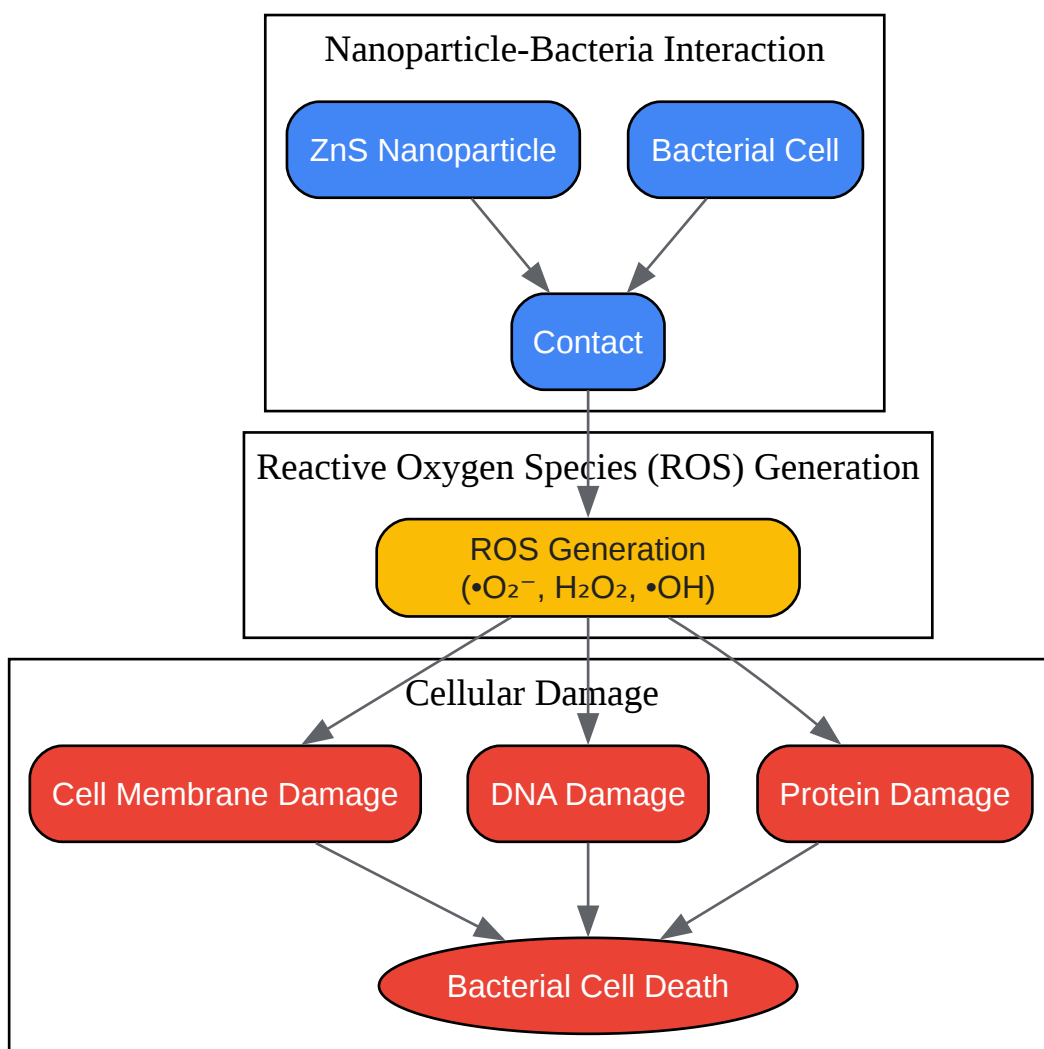 Nanoparticle-Bacteria Interaction
ZnS Nanoparticle
Bacterial Cell
Contact
Reactive Oxygen Species (ROS) Generation
ROS Generation
(•O₂⁻, H₂O₂, •OH)
Cellular Damage
Cell Membrane Damage
DNA Damage
Protein Damage
Bacterial Cell Death